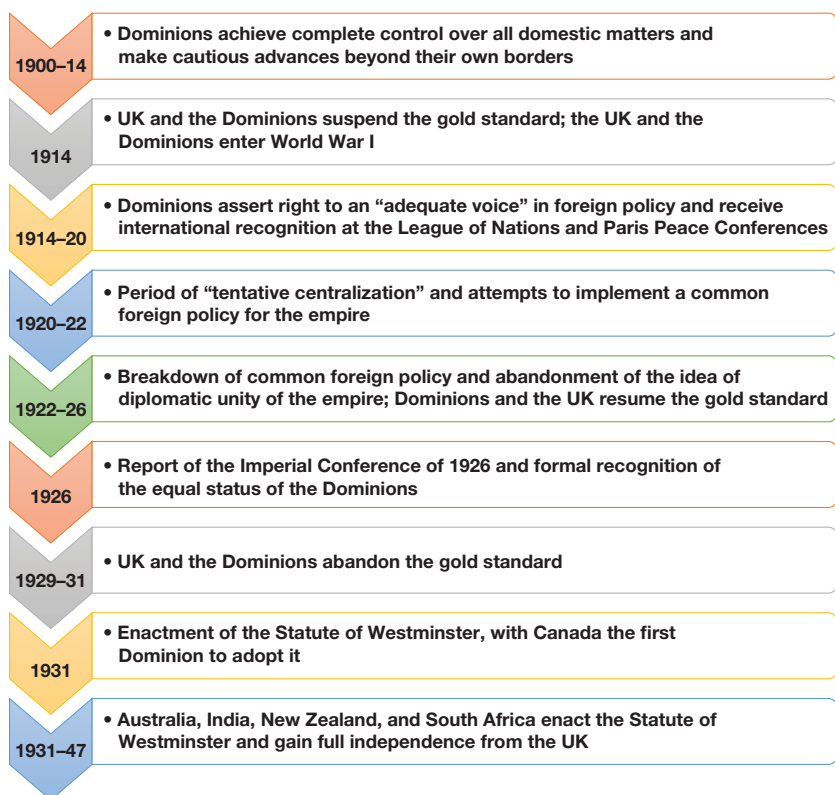 1900–14
• Dominions achieve complete control over all domestic matters and
make cautious advances beyond their own borders
1914
• UK and the Dominions suspend the gold standard; the UK and the
Dominions enter World War I
1914–20
• Dominions assert right to an “adequate voice” in foreign policy and receive
international recognition at the League of Nations and Paris Peace Conferences
1920–22
• Period of “tentative centralization” and attempts to implement a common
foreign policy for the empire
1922–26
• Breakdown of common foreign policy and abandonment of the idea of
diplomatic unity of the empire; Dominions and the UK resume the gold standard
1926
• Report of the Imperial Conference of 1926 and formal recognition of
the equal status of the Dominions
1929–31
• UK and the Dominions abandon the gold standard
1931
• Enactment of the Statute of Westminster, with Canada the first
Dominion to adopt it
1931–47
• Australia, India, New Zealand, and South Africa enact the Statute of
Westminster and gain full independence from the UK